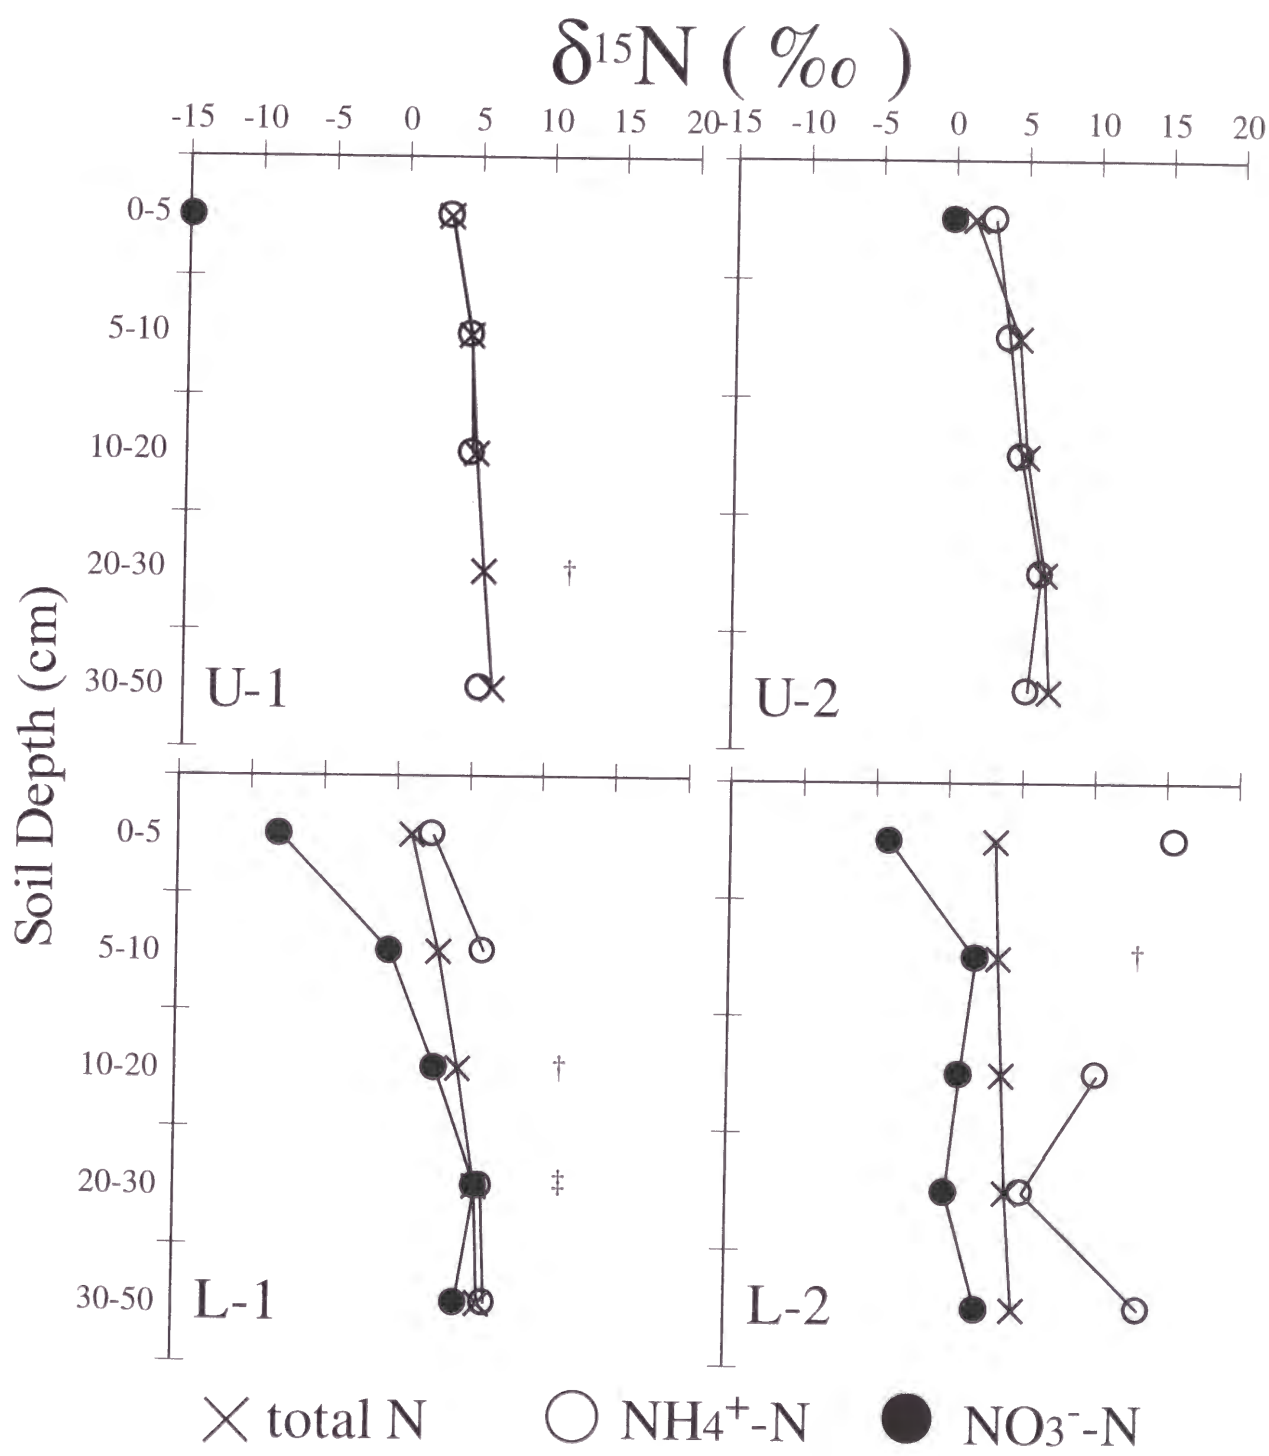 δ15N ( ‰ )
-15 -10 -5 0 5 10 15 20
-15 -10 -5 0 5 10 15 20
Soil Depth (cm)
0-5
5-10
10-20
20-30 †
30-50
U-1
U-2
0-5
5-10 †
10-20 †
20-30 ‡
30-50
L-1
L-2
total N NH4+-N NO3--N